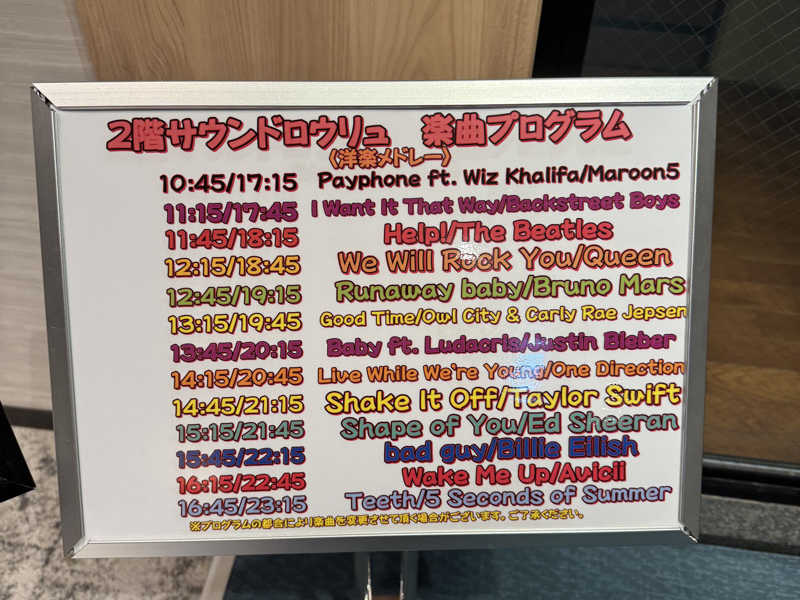 2階サウンドロウリュ 楽曲プログラム
〈洋楽メドレー〉
10:45/17:15 Payphone ft. Wiz Khalifa/Maroon5
11:15/17:45 I Want It That Way/Backstreet Boys
11:45/18:15 Help!/The Beatles
12:15/18:45 We Will Rock You/Queen
12:45/19:15 Runaway baby/Bruno Mars
13:15/19:45 Good Time/Owl City & Carly Rae Jepsen
13:45/20:15 Baby ft. Ludacris/Justin Bieber
14:15/20:45 Live While We're Young/One Direction
14:45/21:15 Shake It Off/Taylor Swift
15:15/21:45 Shape of You/Ed Sheeran
15:45/22:15 bad guy/Billie Eilish
16:15/22:45 Wake Me Up/Avicii
16:45/23:15 Teeth/5 Seconds of Summer
※プログラムの都合により楽曲を変更させて頂く場合がございます。ご了承ください。